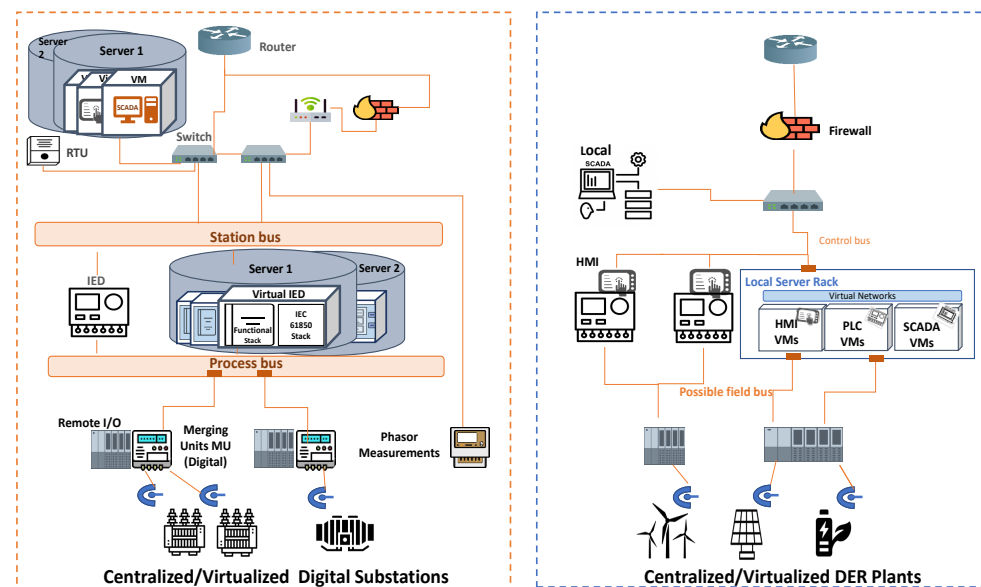 Server
2
Server 1
V
Vi
VM
SCADA
Router
Switch
RTU
Station bus
IED
Server 1
Server 2
Virtual IED
Functional
Stack
IEC
61850
Stack
Process bus
Remote I/O
Merging
Units MU
(Digital)
Phasor
Measurements
Centralized/Virtualized Digital Substations
Firewall
Local
SCADA
Control bus
HMI
Local Server Rack
Virtual Networks
HMI
VMs
PLC
VMs
SCADA
VMs
Possible field bus
Centralized/Virtualized DER Plants